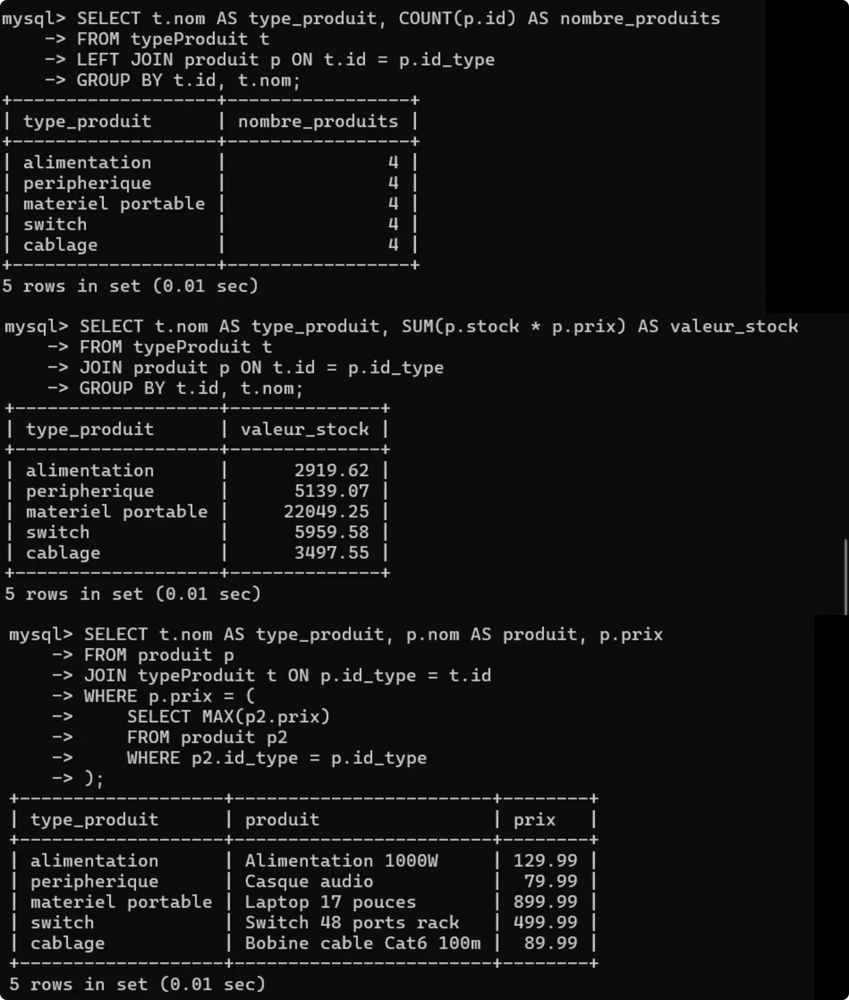 mysql> SELECT t.nom AS type_produit, COUNT(p.id) AS nombre_produits
    -> FROM typeProduit t
    -> LEFT JOIN produit p ON t.id = p.id_type
    -> GROUP BY t.id, t.nom;
+-------------------+-----------------+
| type_produit      | nombre_produits |
+-------------------+-----------------+
| alimentation      |               4 |
| peripherique      |               4 |
| materiel portable |               4 |
| switch            |               4 |
| cablage           |               4 |
+-------------------+-----------------+
5 rows in set (0.01 sec)
mysql> SELECT t.nom AS type_produit, SUM(p.stock * p.prix) AS valeur_stock
    -> FROM typeProduit t
    -> JOIN produit p ON t.id = p.id_type
    -> GROUP BY t.id, t.nom;
+-------------------+--------------+
| type_produit      | valeur_stock |
+-------------------+--------------+
| alimentation      |      2919.62 |
| peripherique      |      5139.07 |
| materiel portable |     22049.25 |
| switch            |      5959.58 |
| cablage           |      3497.55 |
+-------------------+--------------+
5 rows in set (0.01 sec)
mysql> SELECT t.nom AS type_produit, p.nom AS produit, p.prix
    -> FROM produit p
    -> JOIN typeProduit t ON p.id_type = t.id
    -> WHERE p.prix = (
    ->     SELECT MAX(p2.prix)
    ->     FROM produit p2
    ->     WHERE p2.id_type = p.id_type
    -> );
+-------------------+------------------------+--------+
| type_produit      | produit                | prix   |
+-------------------+------------------------+--------+
| alimentation      | Alimentation 1000W     | 129.99 |
| peripherique      | Casque audio           |  79.99 |
| materiel portable | Laptop 17 pouces       | 899.99 |
| switch            | Switch 48 ports rack   | 499.99 |
| cablage           | Bobine cable Cat6 100m |  89.99 |
+-------------------+------------------------+--------+
5 rows in set (0.01 sec)